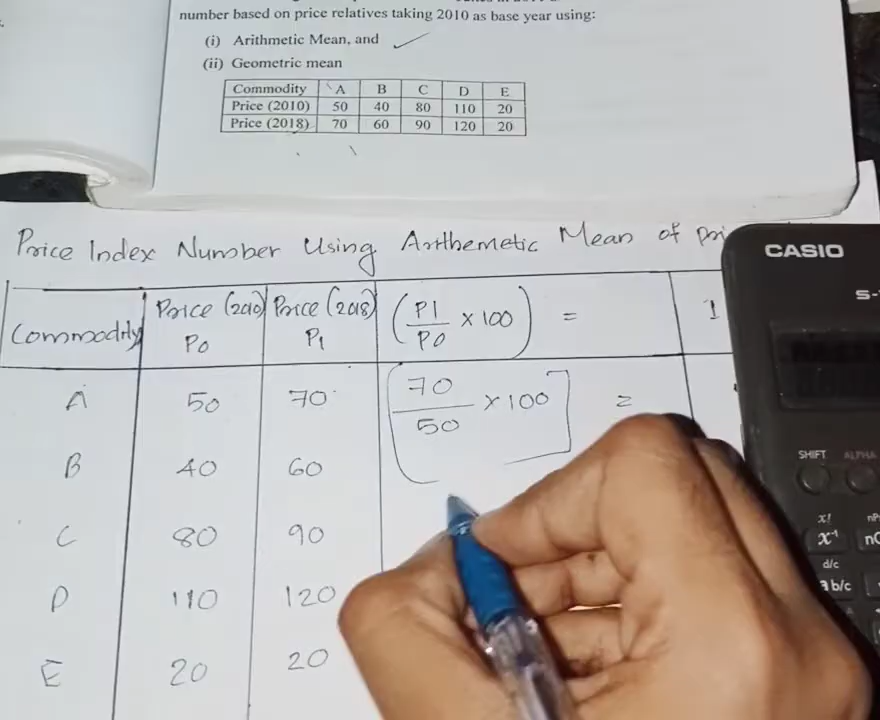 number based on price relatives taking 2010 as base year using:
(i) Arithmetic Mean, and
(ii) Geometric mean
Commodity A B C D E
Price (2010) 50 40 80 110 20
Price (2018) 70 60 90 120 20
Price Index Number Using Arthemetic Mean of
Commodity Price (2010) P0 Price (2018) P1 (P1/P0 × 100) = 1
A 50 70 70/50 × 100 =
B 40 60
C 80 90
D 110 120
E 20 20
CASIO
S-
SHIFT ALPHA
x!
x⁻¹
d/c